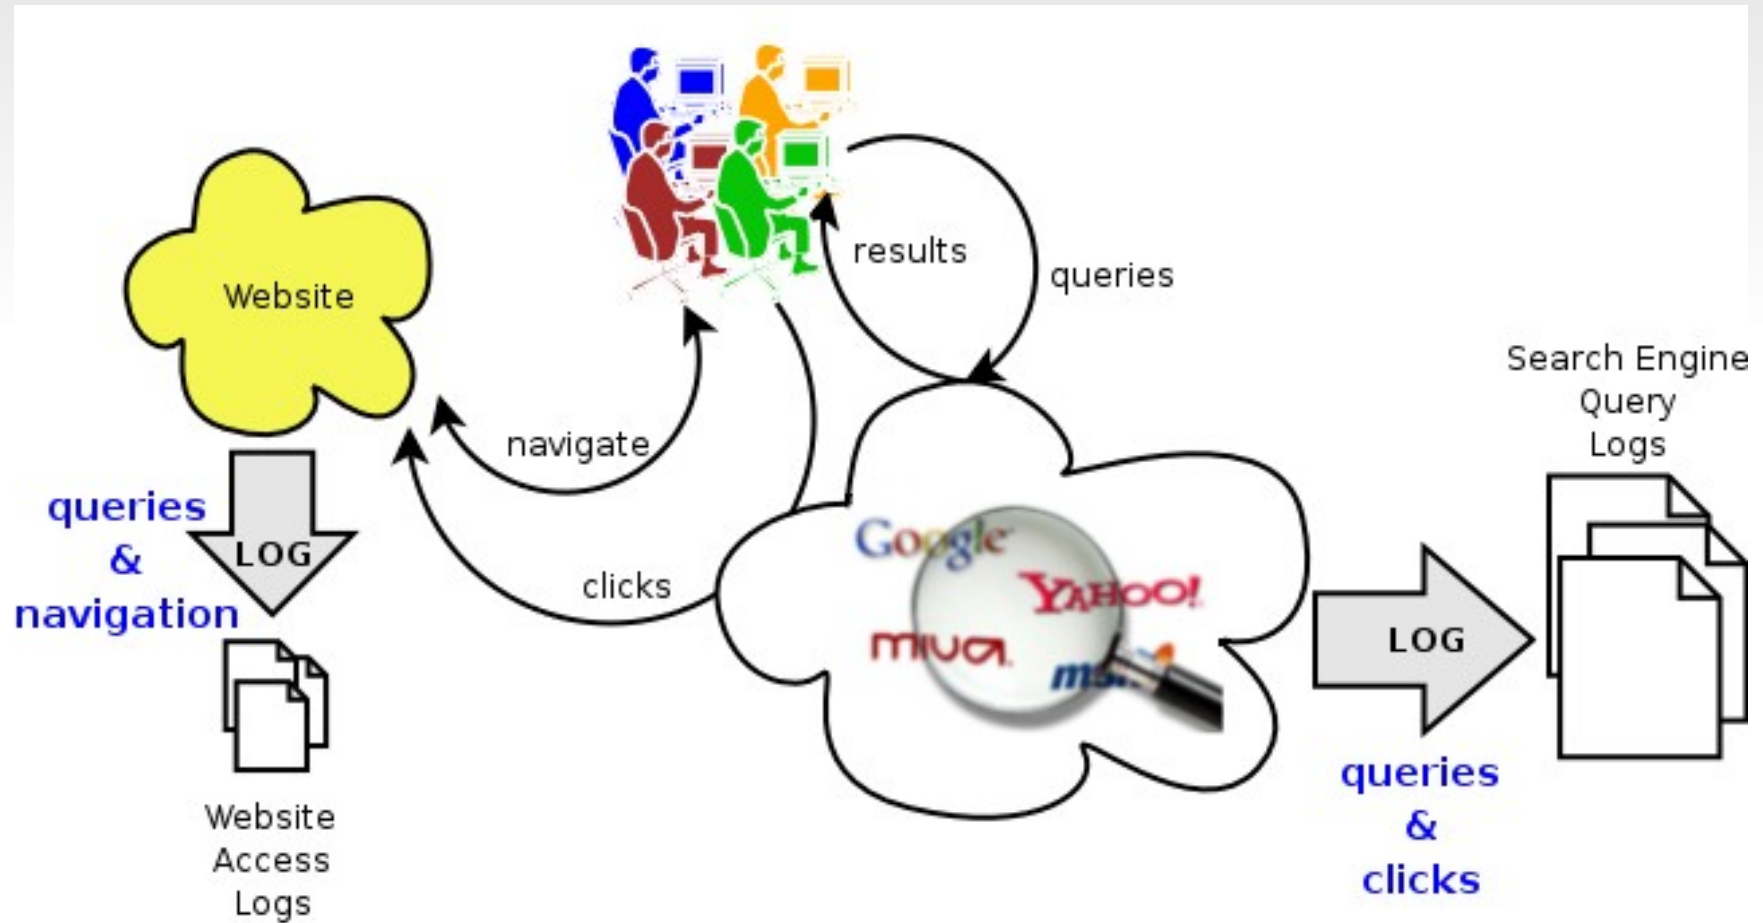 Website
results
queries
navigate
clicks
queries
&
navigation
LOG
Website
Access
Logs
Google
YAHOO!
miva
msn
LOG
queries
&
clicks
Search Engine
Query
Logs